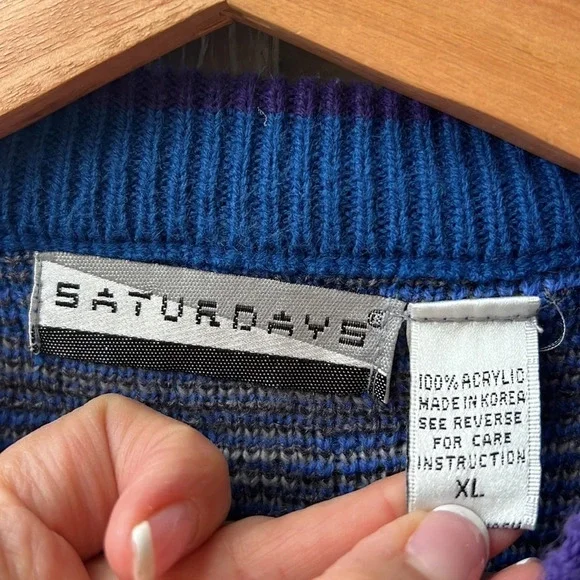 SATURDAYS®
100% ACRYLIC
MADE IN KOREA
SEE REVERSE
FOR CARE
INSTRUCTION
XL